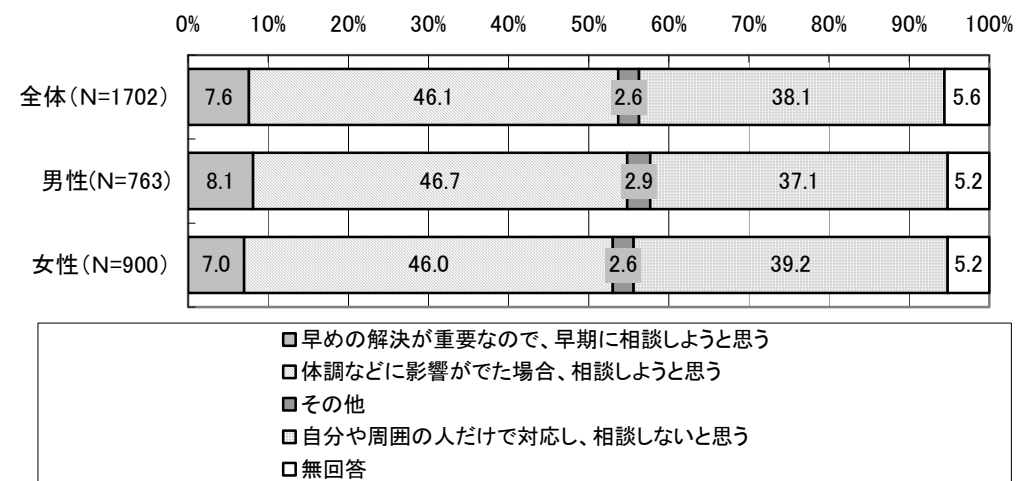 0% 10% 20% 30% 40% 50% 60% 70% 80% 90% 100%
全体(N=1702) 7.6 46.1 2.6 38.1 5.6
男性(N=763) 8.1 46.7 2.9 37.1 5.2
女性(N=900) 7.0 46.0 2.6 39.2 5.2
早めの解決が重要なので、早期に相談しようと思う
体調などに影響がでた場合、相談しようと思う
その他
自分や周囲の人だけで対応し、相談しないと思う
無回答